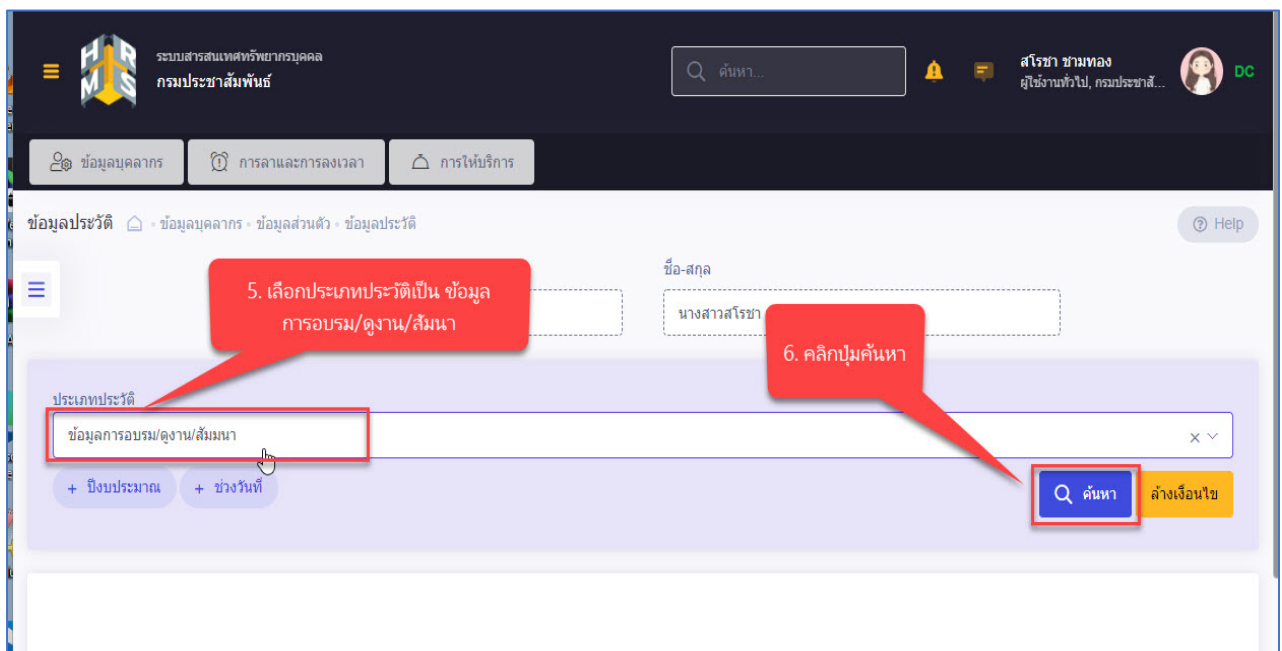 HR
MS
ระบบสารสนเทศทรัพยากรบุคคล
กรมประชาสัมพันธ์
ค้นหา...
สโรชา ชามทอง
ผู้ใช้งานทั่วไป, กรมประชาสั...
DC
ข้อมูลบุคลากร
การลาและการลงเวลา
การให้บริการ
ข้อมูลประวัติ
ข้อมูลบุคลากร
ข้อมูลส่วนตัว
ข้อมูลประวัติ
Help
5. เลือกประเภทประวัติเป็น ข้อมูล
การอบรม/ดูงาน/สัมนา
ชื่อ-สกุล
นางสาวสโรชา
6. คลิกปุ่มค้นหา
ประเภทประวัติ
ข้อมูลการอบรม/ดูงาน/สัมมนา
+ ปีงบประมาณ
+ ช่วงวันที่
ค้นหา
ล้างเงื่อนไข